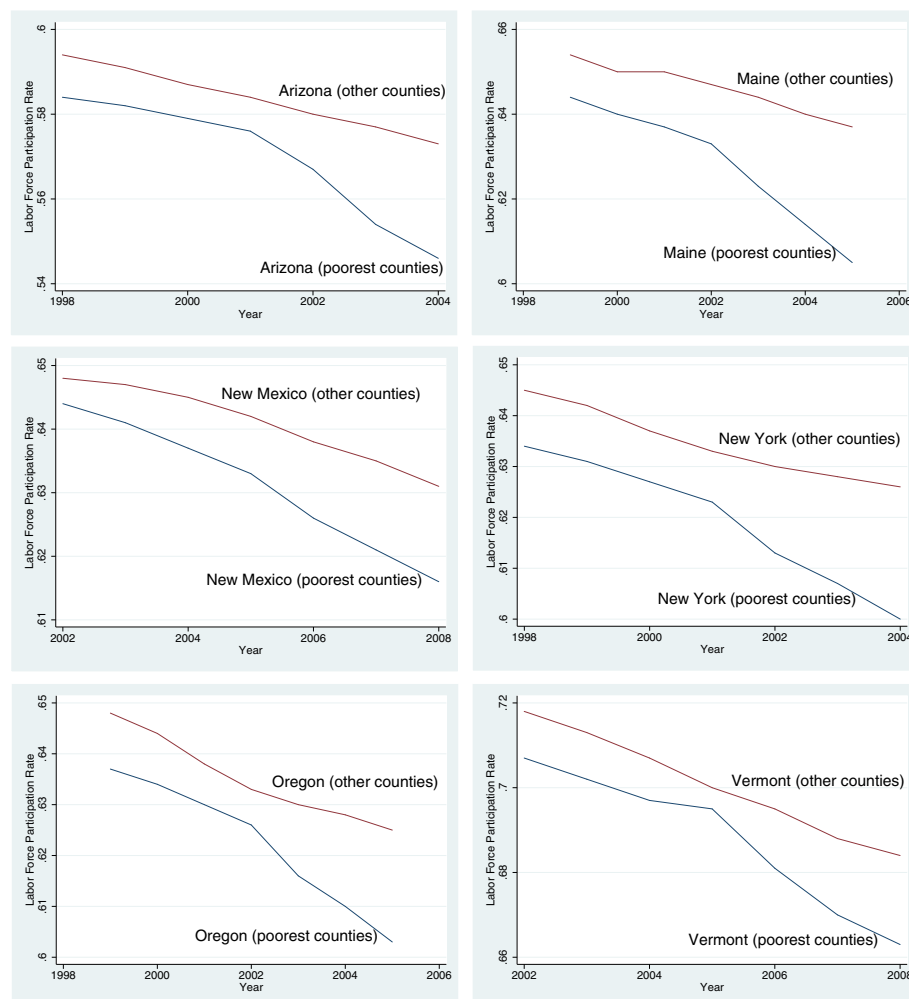 Labor Force Participation Rate
.6
.58
.56
.54
Arizona (other counties)
Arizona (poorest counties)
1998 2000 2002 2004
Year
Labor Force Participation Rate
.66
.64
.62
.6
Maine (other counties)
Maine (poorest counties)
1998 2000 2002 2004 2006
Year
Labor Force Participation Rate
.65
.64
.63
.62
.61
New Mexico (other counties)
New Mexico (poorest counties)
2002 2004 2006 2008
Year
Labor Force Participation Rate
.65
.64
.63
.62
.61
.6
New York (other counties)
New York (poorest counties)
1998 2000 2002 2004
Year
Labor Force Participation Rate
.65
.64
.63
.62
.61
.6
Oregon (other counties)
Oregon (poorest counties)
1998 2000 2002 2004 2006
Year
Labor Force Participation Rate
.72
.7
.68
.66
Vermont (other counties)
Vermont (poorest counties)
2002 2004 2006 2008
Year